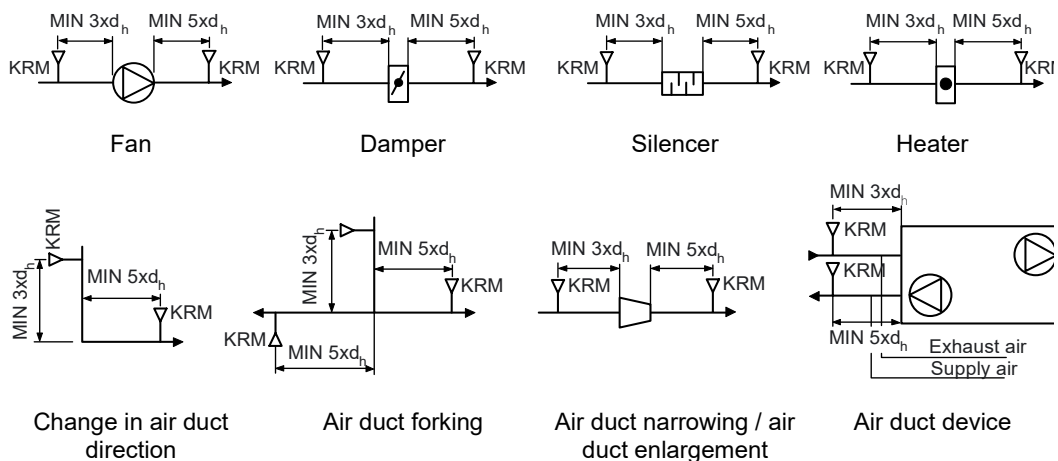 MIN 3xdh MIN 5xdh
KRM KRM
Fan
MIN 3xdh MIN 5xdh
KRM KRM
Damper
MIN 3xdh MIN 5xdh
KRM KRM
Silencer
MIN 3xdh MIN 5xdh
KRM KRM
Heater
KRM
MIN 3xdh
MIN 5xdh
KRM
Change in air duct
direction
MIN 3xdh
MIN 5xdh
KRM
KRM
MIN 5xdh
Air duct forking
MIN 3xdh MIN 5xdh
KRM KRM
Air duct narrowing / air
duct enlargement
MIN 3xdh
KRM
KRM
MIN 5xdh
Exhaust air
Supply air
Air duct device